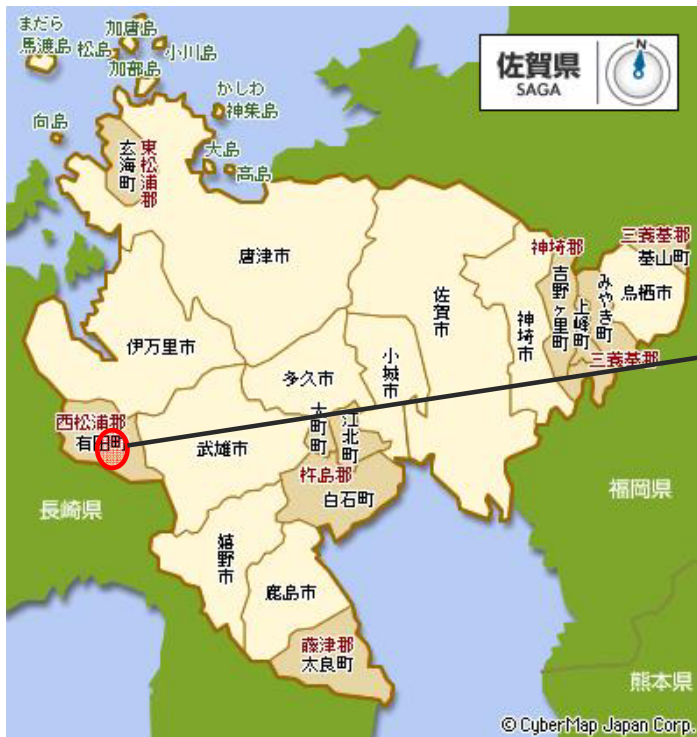 まだら
馬渡島
加唐島
松島
小川島
加部島
かしわ
神集島
向島
大島
高島
佐賀県
SAGA
N
東松浦郡
玄海町
唐津市
伊万里市
佐賀市
神埼郡
吉野ヶ里町
上峰町
みやき町
三養基郡
基山町
鳥栖市
神埼市
三養基郡
小城市
多久市
大町町
江北町
西松浦郡
有田町
武雄市
杵島郡
白石町
長崎県
福岡県
嬉野市
鹿島市
藤津郡
太良町
熊本県
© CyberMap Japan Corp.